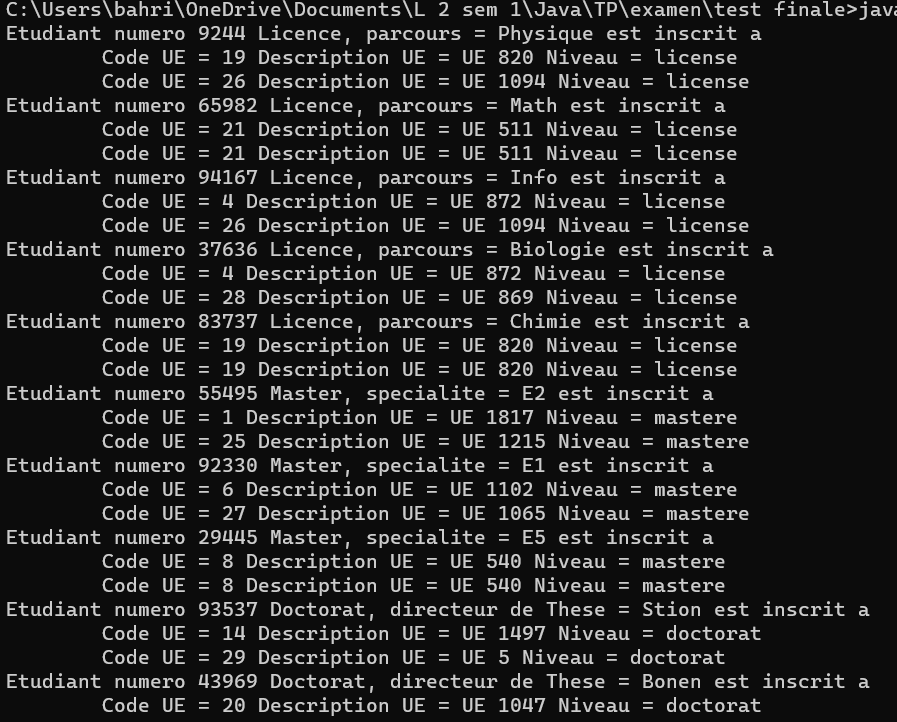 C:\Users\bahri\OneDrive\Documents\L 2 sem 1\Java\TP\examen\test finale>java
Etudiant numero 9244 Licence, parcours = Physique est inscrit a
Code UE = 19 Description UE = UE 820 Niveau = license
Code UE = 26 Description UE = UE 1094 Niveau = license
Etudiant numero 65982 Licence, parcours = Math est inscrit a
Code UE = 21 Description UE = UE 511 Niveau = license
Code UE = 21 Description UE = UE 511 Niveau = license
Etudiant numero 94167 Licence, parcours = Info est inscrit a
Code UE = 4 Description UE = UE 872 Niveau = license
Code UE = 26 Description UE = UE 1094 Niveau = license
Etudiant numero 37636 Licence, parcours = Biologie est inscrit a
Code UE = 4 Description UE = UE 872 Niveau = license
Code UE = 28 Description UE = UE 869 Niveau = license
Etudiant numero 83737 Licence, parcours = Chimie est inscrit a
Code UE = 19 Description UE = UE 820 Niveau = license
Code UE = 19 Description UE = UE 820 Niveau = license
Etudiant numero 55495 Master, specialite = E2 est inscrit a
Code UE = 1 Description UE = UE 1817 Niveau = mastere
Code UE = 25 Description UE = UE 1215 Niveau = mastere
Etudiant numero 92330 Master, specialite = E1 est inscrit a
Code UE = 6 Description UE = UE 1102 Niveau = mastere
Code UE = 27 Description UE = UE 1065 Niveau = mastere
Etudiant numero 29445 Master, specialite = E5 est inscrit a
Code UE = 8 Description UE = UE 540 Niveau = mastere
Code UE = 8 Description UE = UE 540 Niveau = mastere
Etudiant numero 93537 Doctorat, directeur de These = Stion est inscrit a
Code UE = 14 Description UE = UE 1497 Niveau = doctorat
Code UE = 29 Description UE = UE 5 Niveau = doctorat
Etudiant numero 43969 Doctorat, directeur de These = Bonen est inscrit a
Code UE = 20 Description UE = UE 1047 Niveau = doctorat